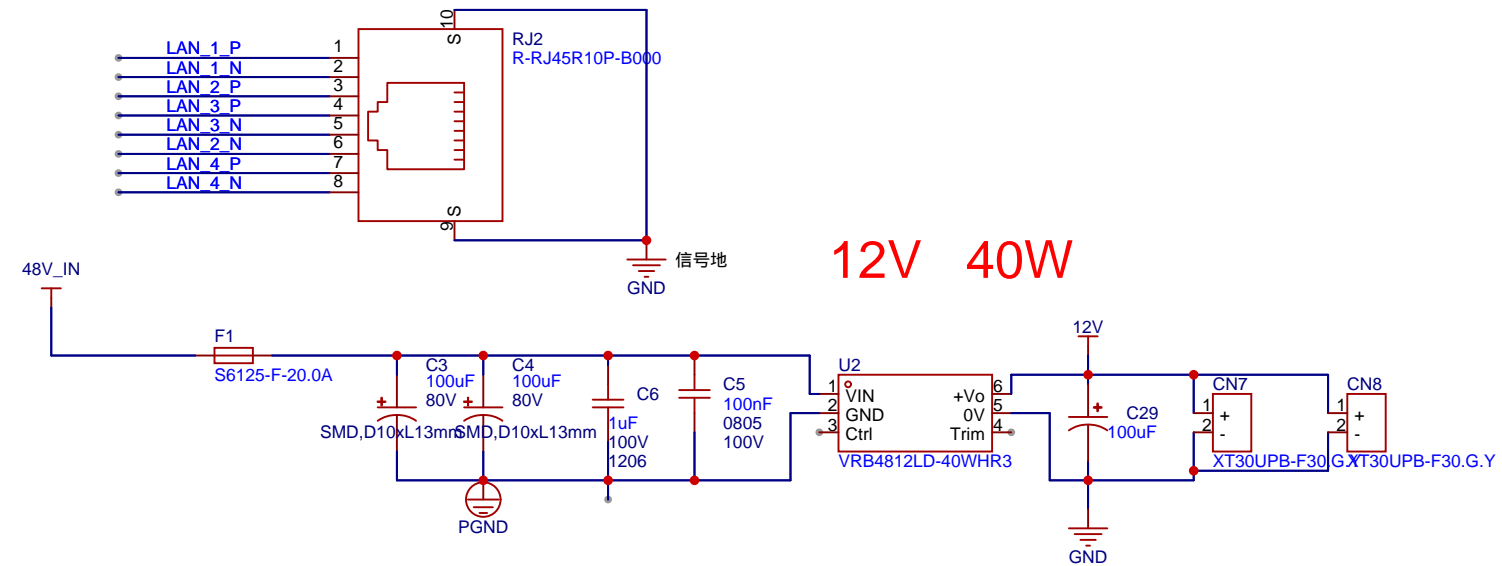 10
S
RJ2
R-RJ45R10P-B000
LAN_1_P 1
LAN_1_N 2
LAN_2_P 3
LAN_3_P 4
LAN_3_N 5
LAN_2_N 6
LAN_4_P 7
LAN_4_N 8
S
9
信号地
GND
12V 40W
48V_IN
F1
S6125-F-20.0A
C3
100uF
80V
SMD,D10xL13mm
C4
100uF
80V
SMD,D10xL13mm
C6
1uF
100V
1206
C5
100nF
0805
100V
PGND
U2
1 VIN
2 GND
3 Ctrl
+Vo 6
0V 5
Trim 4
VRB4812LD-40WHR3
12V
C29
100uF
GND
CN7
1 +
2 -
XT30UPB-F30.G.Y
CN8
1 +
2 -
XT30UPB-F30.G.Y